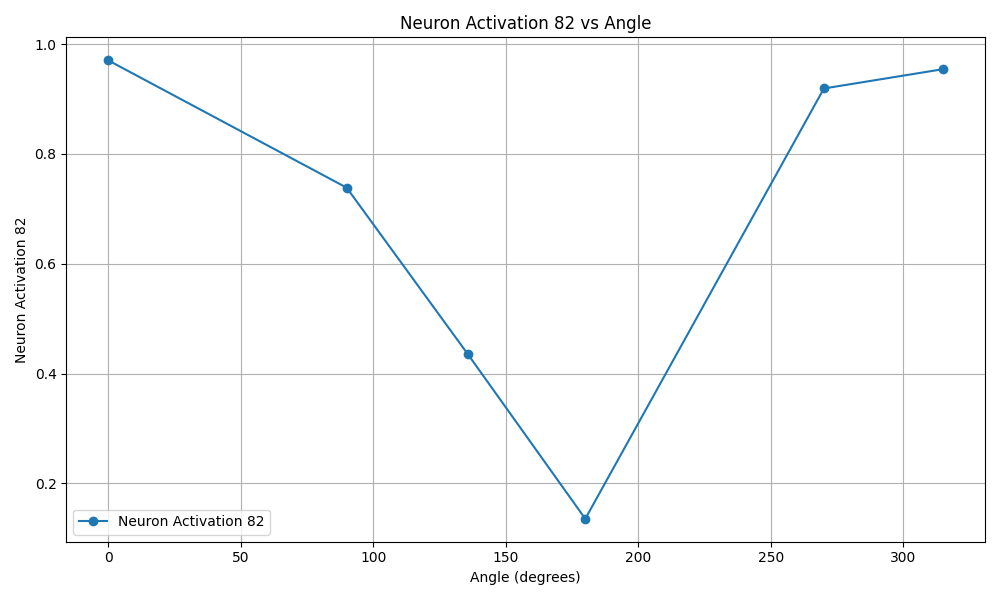 Neuron Activation 82 vs Angle
Neuron Activation 82
1.0
0.8
0.6
0.4
0.2
Neuron Activation 82
0 50 100 150 200 250 300
Angle (degrees)